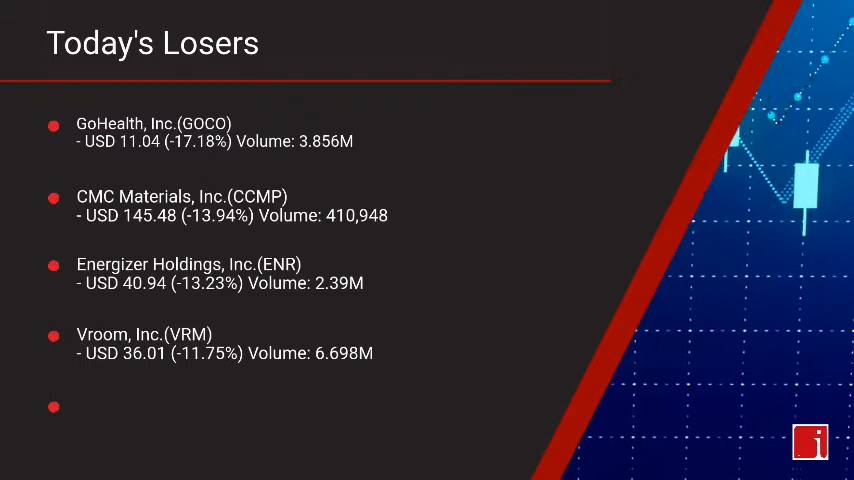 Today's Losers
GoHealth, Inc.(GOCO)
- USD 11.04 (-17.18%) Volume: 3.856M
CMC Materials, Inc.(CCMP)
- USD 145.48 (-13.94%) Volume: 410,948
Energizer Holdings, Inc.(ENR)
- USD 40.94 (-13.23%) Volume: 2.39M
Vroom, Inc.(VRM)
- USD 36.01 (-11.75%) Volume: 6.698M
i